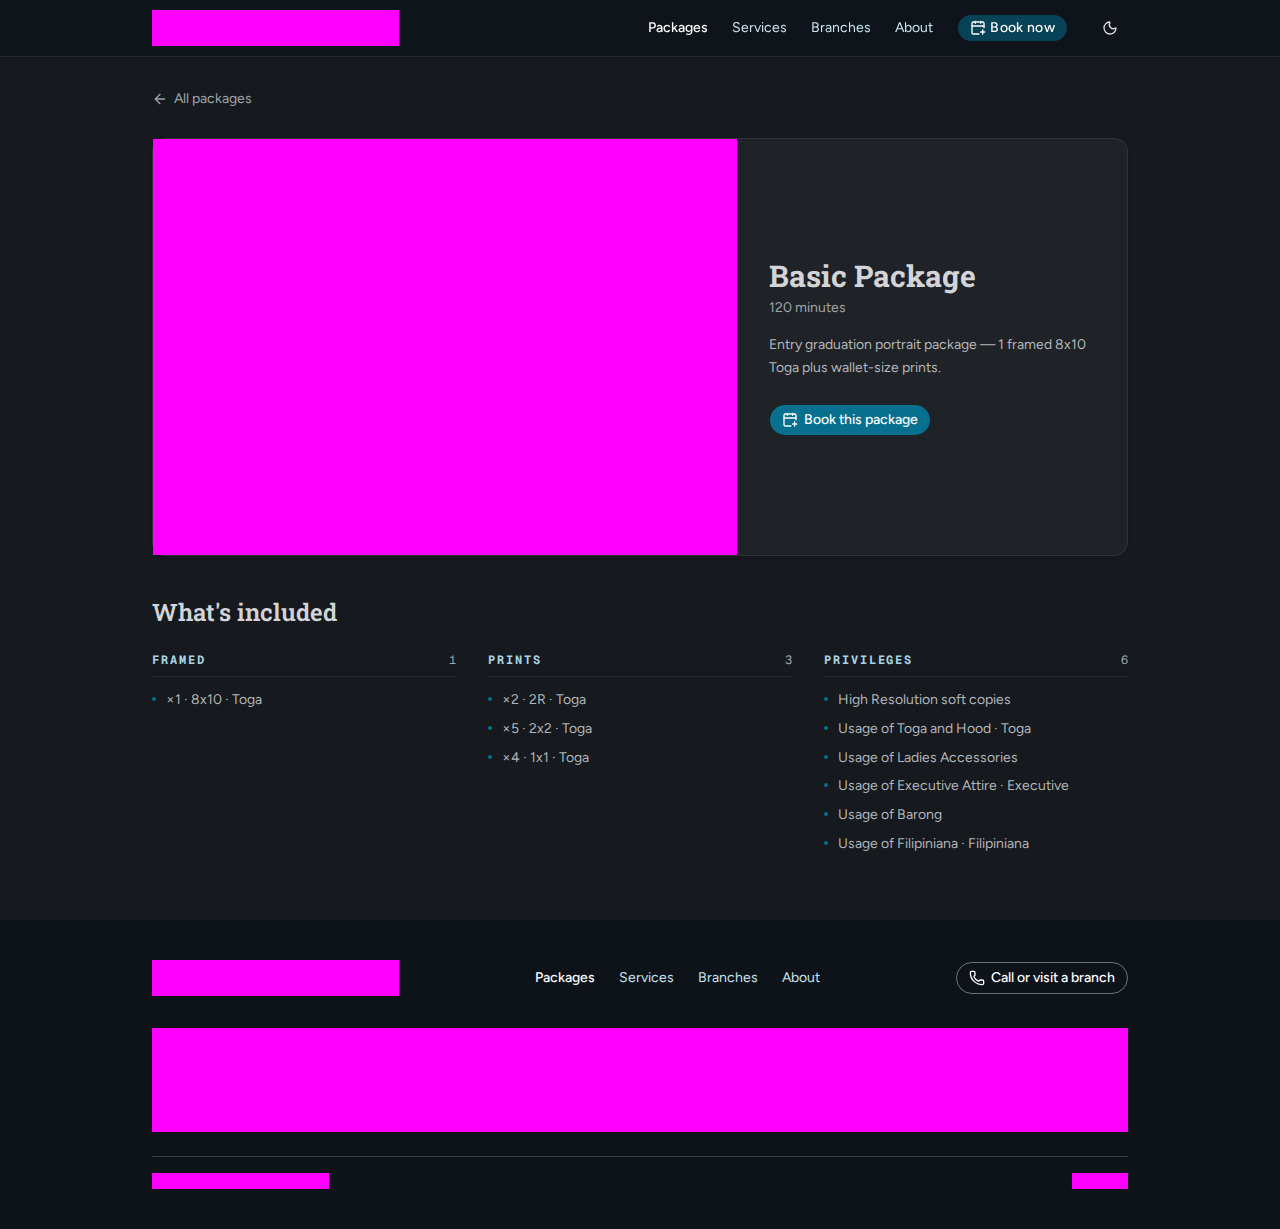 Packages Services Branches About Book now
All packages
Basic Package
120 minutes
Entry graduation portrait package — 1 framed 8x10
Toga plus wallet-size prints.
Book this package
What's included
FRAMED 1
×1 · 8x10 · Toga
PRINTS 3
×2 · 2R · Toga
×5 · 2x2 · Toga
×4 · 1x1 · Toga
PRIVILEGES 6
High Resolution soft copies
Usage of Toga and Hood · Toga
Usage of Ladies Accessories
Usage of Executive Attire · Executive
Usage of Barong
Usage of Filipiniana · Filipiniana
Packages Services Branches About Call or visit a branch